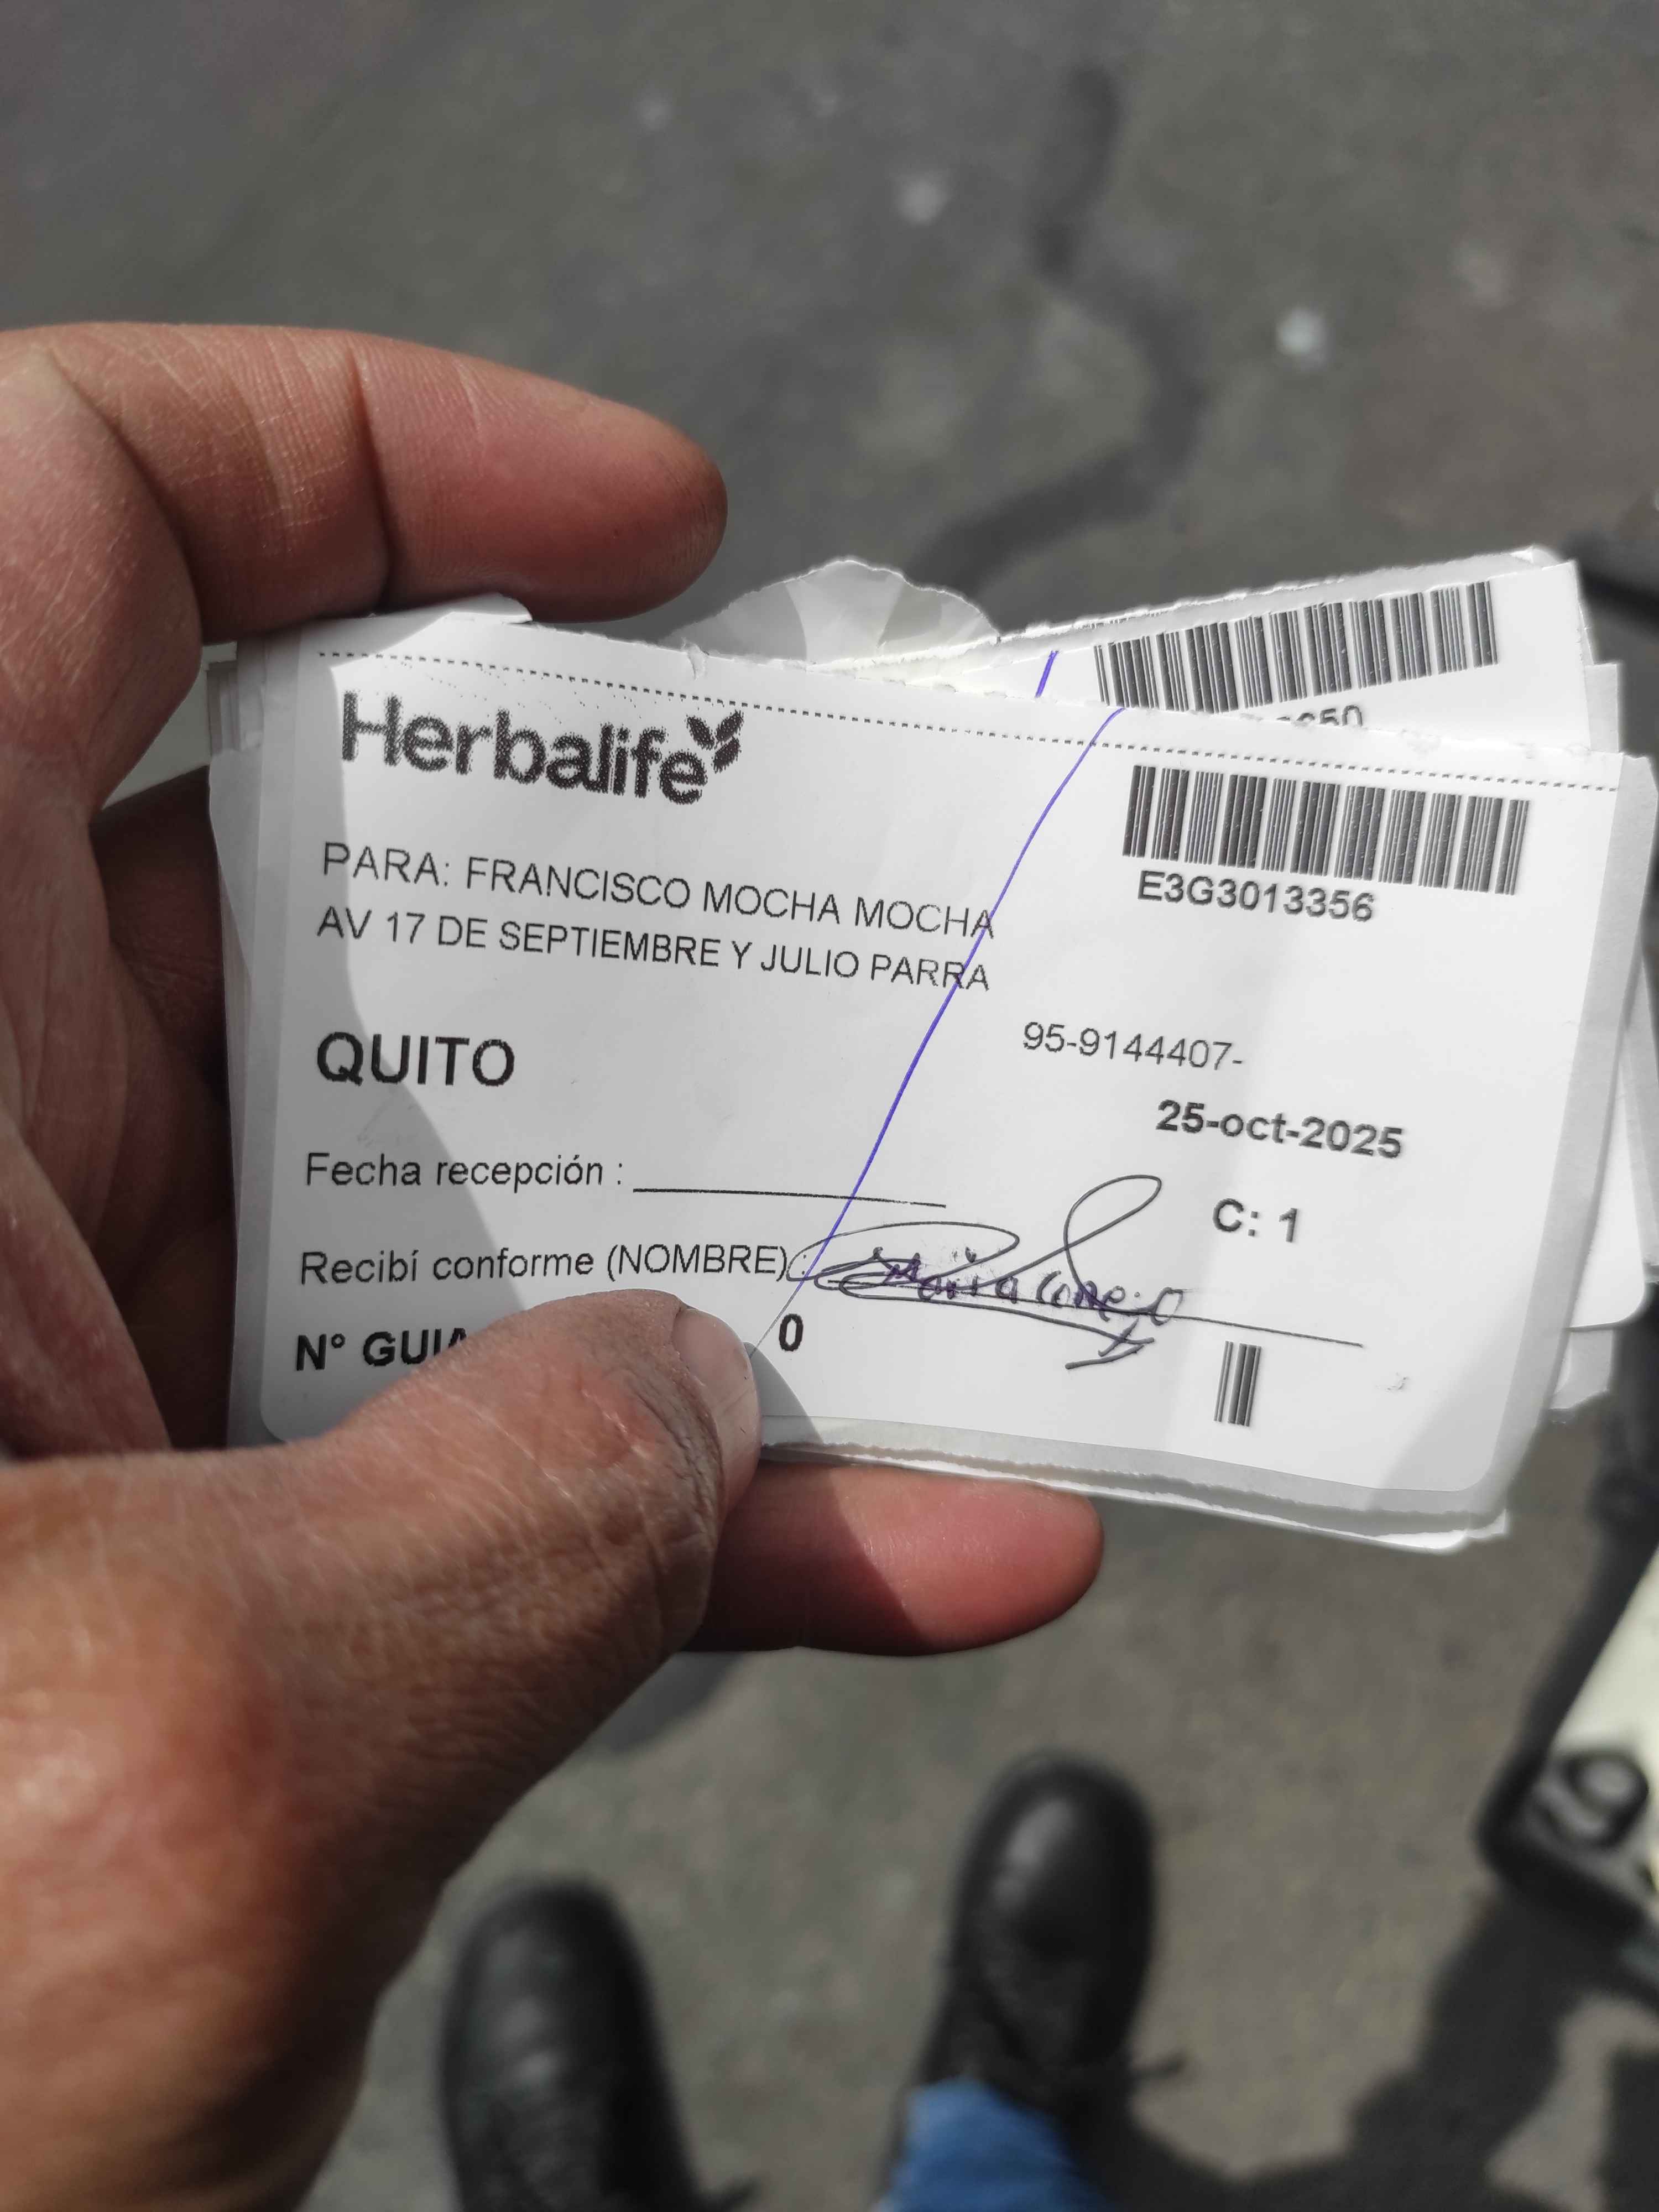 Herbalife
E3G3013356
PARA: FRANCISCO MOCHA MOCHA
AV 17 DE SEPTIEMBRE Y JULIO PARRA
95-9144407-
QUITO
25-oct-2025
Fecha recepción :
C: 1
Recibí conforme (NOMBRE):
N° GUIA
0